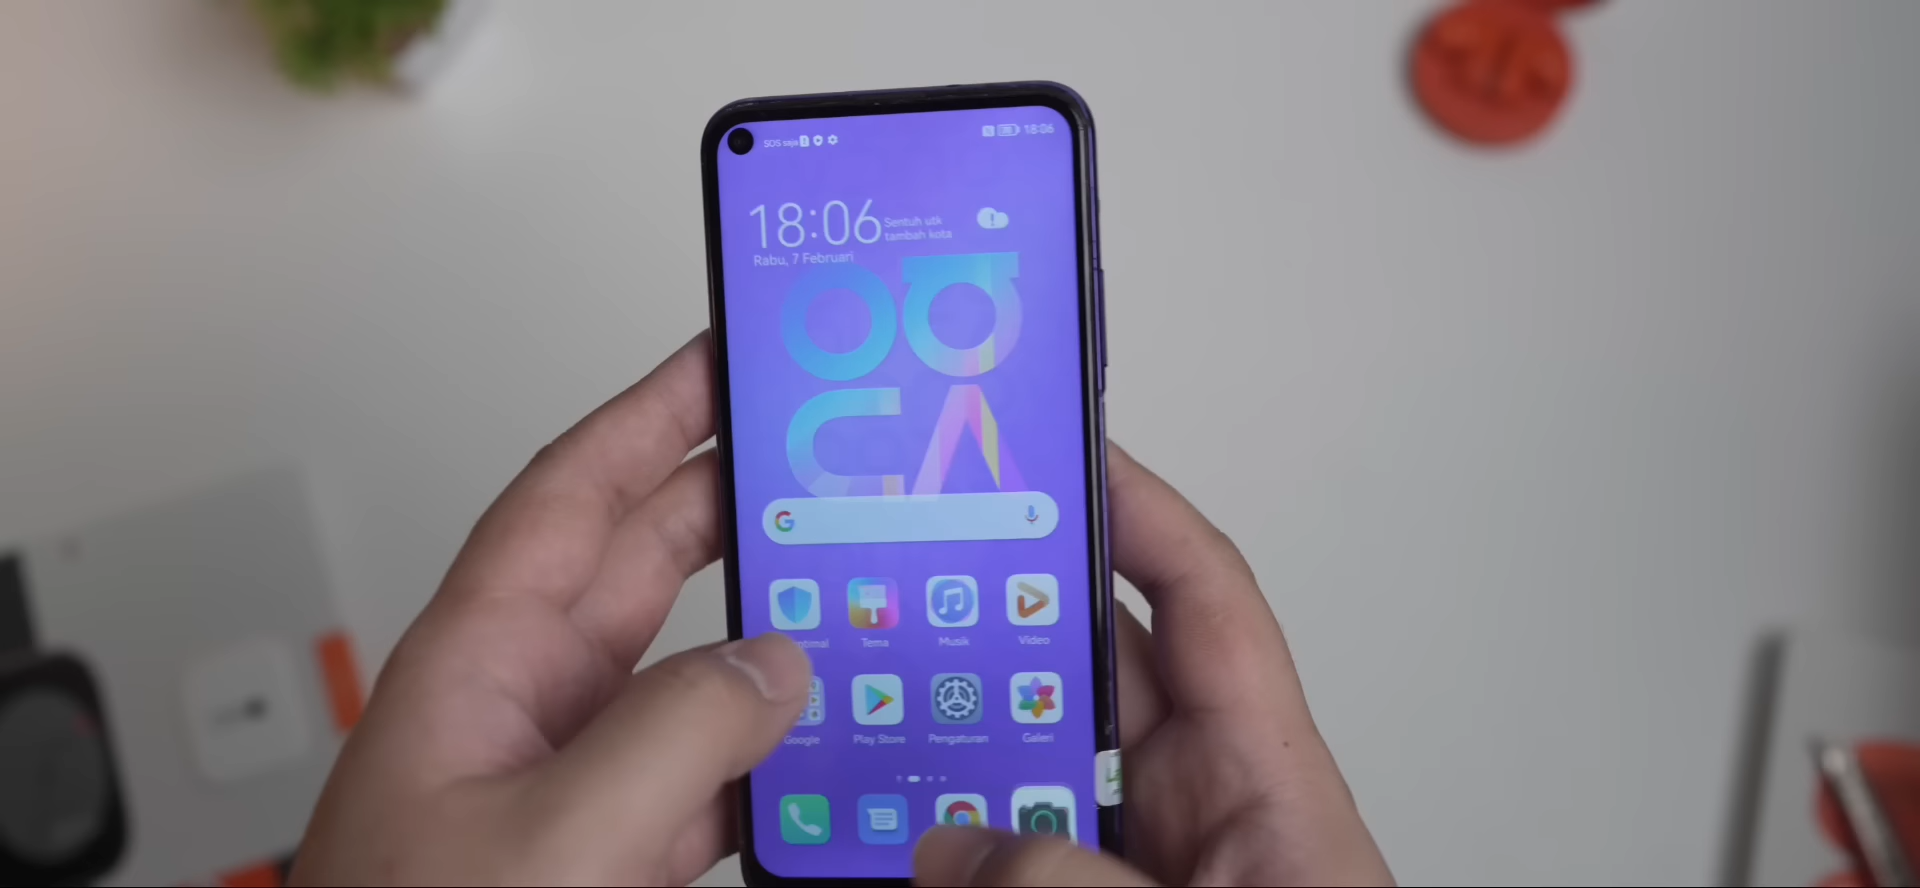 SOS saja
18:06
18:06
Sentuh utk
tambah kota
Rabu, 7 Februari
Tema
Musik
Video
Google
Play Store
Pengaturan
Galeri